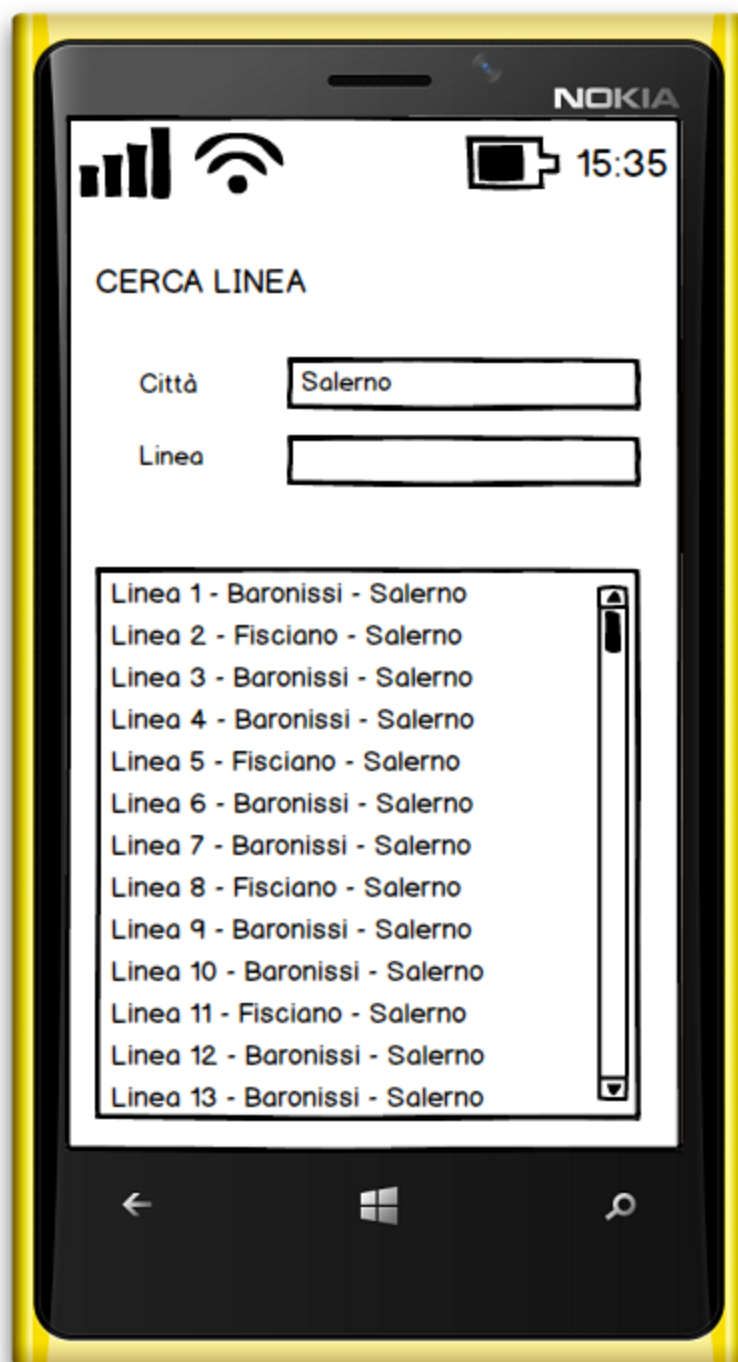 NOKIA
15:35
CERCA LINEA
Città Salerno
Linea
Linea 1 - Baronissi - Salerno
Linea 2 - Fisciano - Salerno
Linea 3 - Baronissi - Salerno
Linea 4 - Baronissi - Salerno
Linea 5 - Fisciano - Salerno
Linea 6 - Baronissi - Salerno
Linea 7 - Baronissi - Salerno
Linea 8 - Fisciano - Salerno
Linea 9 - Baronissi - Salerno
Linea 10 - Baronissi - Salerno
Linea 11 - Fisciano - Salerno
Linea 12 - Baronissi - Salerno
Linea 13 - Baronissi - Salerno